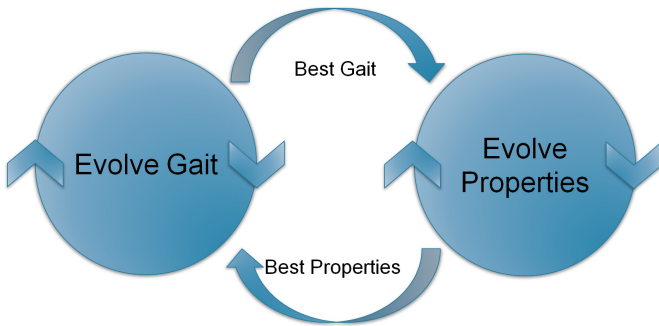 Best Gait
Evolve Gait
Evolve
Properties
Best Properties